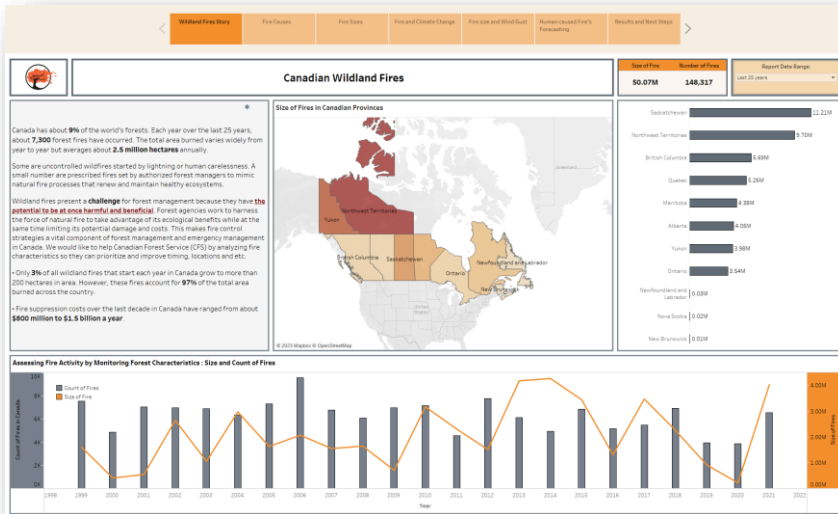 Wildland Fires Story
Fire Causes
Fire Sizes
Fire and Climate Change
Fire-size and Wind Gust
Human-caused Fire's
Forecasting
Results and Next Steps
Canadian Wildland Fires
Size of Fire
Number of Fires
50.07M
148,317
Report Date Range:
Last 25 years
Canada has about 9% of the world's forests. Each year over the last 25 years,
about 7,300 forest fires have occurred. The total area burned varies widely from
year to year but averages about 2.5 million hectares annually.
Some are uncontrolled wildfires started by lightning or human carelessness. A
small number are prescribed fires set by authorized forest managers to mimic
natural fire processes that renew and maintain healthy ecosystems.
Wildland fires present a challenge for forest management because they have the
potential to be at once harmful and beneficial. Forest agencies work to harness
the force of natural fire to take advantage of its ecological benefits while at the
same time limiting its potential damage and costs. This makes fire control
strategies a vital component of forest management and emergency management
in Canada. We would like to help Canadian Forest Service (CFS) by analyzing fire
characteristics so they can prioritize and improve timing, locations and etc.
• Only 3% of all wildland fires that start each year in Canada grow to more than
200 hectares in area. However, these fires account for 97% of the total area
burned across the country.
• Fire suppression costs over the last decade in Canada have ranged from about
$800 million to $1.5 billion a year.
Size of Fires in Canadian Provinces
Greenland
Northwest Territories
Yukon
British Columbia
Saskatchewan
Ontario
Newfoundland and Labrador
New Brunswick
United
States
© 2023 Mapbox © OpenStreetMap
Saskatchewan 11.21M
Northwest Territories 9.70M
British Columbia 5.69M
Quebec 5.26M
Manitoba 4.38M
Alberta 4.05M
Yukon 3.98M
Ontario 3.54M
Newfoundland and
Labrador 0.03M
Nova Scotia 0.02M
New Brunswick 0.01M
Assessing Fire Activity by Monitoring Forest Characteristics : Size and Count of Fires
Count of Fires
Size of Fire
Count of Fires in Canada
10K
8K
6K
4K
2K
0K
4.00M
3.00M
2.00M
1.00M
0.00M
Size of Fires
1998 1999 2000 2001 2002 2003 2004 2005 2006 2007 2008 2009 2010 2011 2012 2013 2014 2015 2016 2017 2018 2019 2020 2021 2022
Year